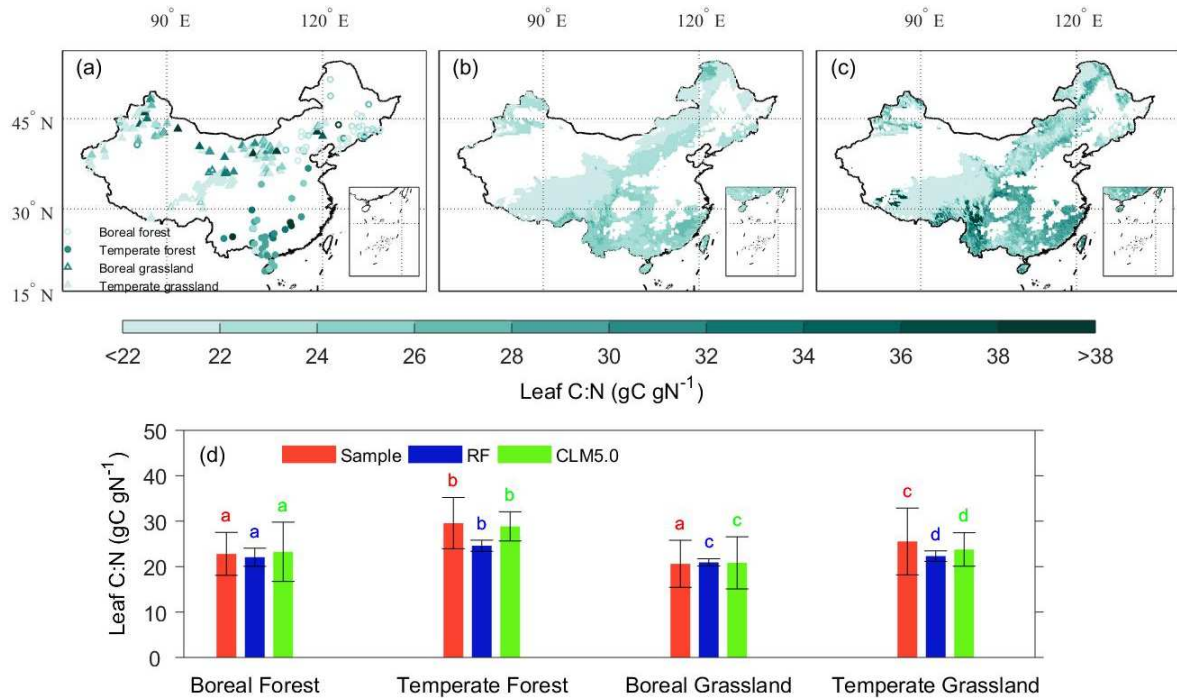 90° E 120° E 90° E 120° E 90° E 120° E
(a) (b) (c)
45° N
30° N
15° N
Boreal forest
Temperate forest
Boreal grassland
Temperate grassland
<22 22 24 26 28 30 32 34 36 38 >38
Leaf C:N (gC gN⁻¹)
(d) Sample RF CLM5.0
Leaf C:N (gC gN⁻¹)
50
40
30
20
10
0
a a a b b b a c c c d d
Boreal Forest Temperate Forest Boreal Grassland Temperate Grassland